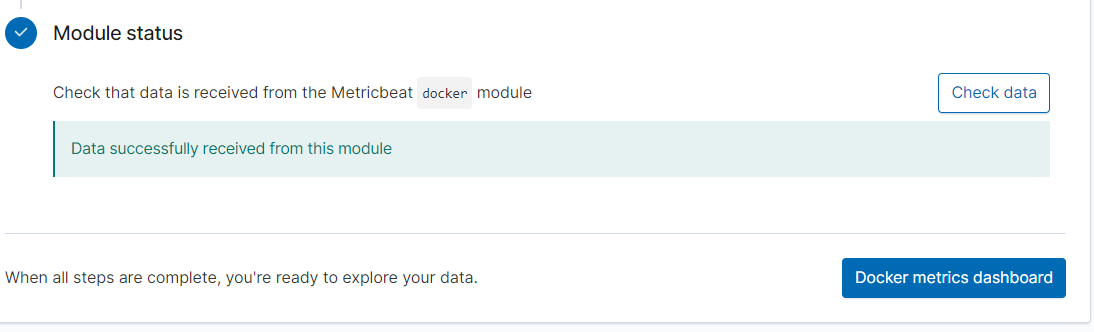 Module status
Check that data is received from the Metricbeat docker module
Check data
Data successfully received from this module
When all steps are complete, you're ready to explore your data.
Docker metrics dashboard